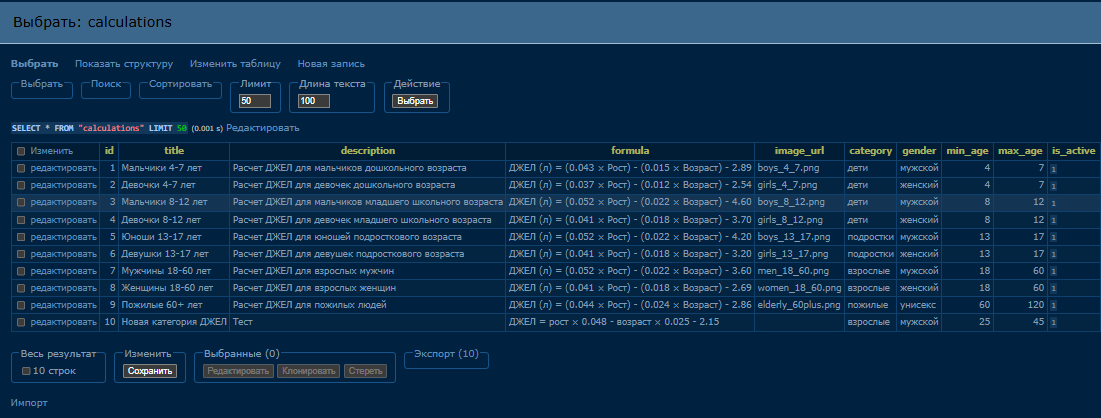 Выбрать: calculations
Выбрать Показать структуру Изменить таблицу Новая запись
Выбрать Поиск Сортировать Лимит Длина текста Действие
50 100 Выбрать
SELECT * FROM "calculations" LIMIT 50 (0.001 s) Редактировать
Изменить id title description formula image_url category gender min_age max_age is_active
редактировать 1 Мальчики 4-7 лет Расчет ДЖЕЛ для мальчиков дошкольного возраста ДЖЕЛ (л) = (0.043 × Рост) - (0.015 × Возраст) - 2.89 boys_4_7.png дети мужской 4 7 1
редактировать 2 Девочки 4-7 лет Расчет ДЖЕЛ для девочек дошкольного возраста ДЖЕЛ (л) = (0.037 × Рост) - (0.012 × Возраст) - 2.54 girls_4_7.png дети женский 4 7 1
редактировать 3 Мальчики 8-12 лет Расчет ДЖЕЛ для мальчиков младшего школьного возраста ДЖЕЛ (л) = (0.052 × Рост) - (0.022 × Возраст) - 4.60 boys_8_12.png дети мужской 8 12 1
редактировать 4 Девочки 8-12 лет Расчет ДЖЕЛ для девочек младшего школьного возраста ДЖЕЛ (л) = (0.041 × Рост) - (0.018 × Возраст) - 3.70 girls_8_12.png дети женский 8 12 1
редактировать 5 Юноши 13-17 лет Расчет ДЖЕЛ для юношей подросткового возраста ДЖЕЛ (л) = (0.052 × Рост) - (0.022 × Возраст) - 4.20 boys_13_17.png подростки мужской 13 17 1
редактировать 6 Девушки 13-17 лет Расчет ДЖЕЛ для девушек подросткового возраста ДЖЕЛ (л) = (0.041 × Рост) - (0.018 × Возраст) - 3.20 girls_13_17.png подростки женский 13 17 1
редактировать 7 Мужчины 18-60 лет Расчет ДЖЕЛ для взрослых мужчин ДЖЕЛ (л) = (0.052 × Рост) - (0.022 × Возраст) - 3.60 men_18_60.png взрослые мужской 18 60 1
редактировать 8 Женщины 18-60 лет Расчет ДЖЕЛ для взрослых женщин ДЖЕЛ (л) = (0.041 × Рост) - (0.018 × Возраст) - 2.69 women_18_60.png взрослые женский 18 60 1
редактировать 9 Пожилые 60+ лет Расчет ДЖЕЛ для пожилых людей ДЖЕЛ (л) = (0.044 × Рост) - (0.024 × Возраст) - 2.86 elderly_60plus.png пожилые унисекс 60 120 1
редактировать 10 Новая категория ДЖЕЛ Тест ДЖЕЛ = рост × 0.048 - возраст × 0.025 - 2.15 взрослые мужской 25 45 1
Весь результат Изменить Выбранные (0) Экспорт (10)
10 строк Сохранить Редактировать Клонировать Стереть
Импорт